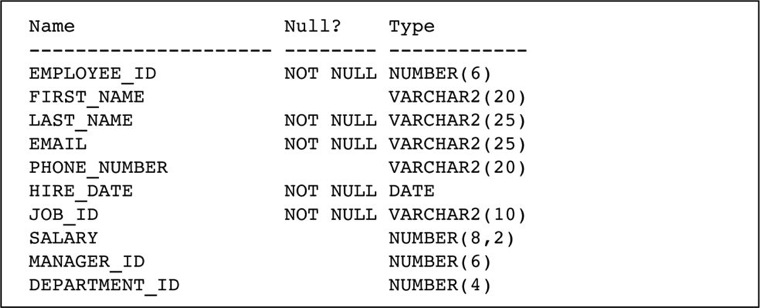 Name                  Null?    Type
--------------------- -------- ------------
EMPLOYEE_ID           NOT NULL NUMBER(6)
FIRST_NAME                     VARCHAR2(20)
LAST_NAME             NOT NULL VARCHAR2(25)
EMAIL                 NOT NULL VARCHAR2(25)
PHONE_NUMBER                   VARCHAR2(20)
HIRE_DATE             NOT NULL DATE
JOB_ID                NOT NULL VARCHAR2(10)
SALARY                         NUMBER(8,2)
MANAGER_ID                     NUMBER(6)
DEPARTMENT_ID                  NUMBER(4)